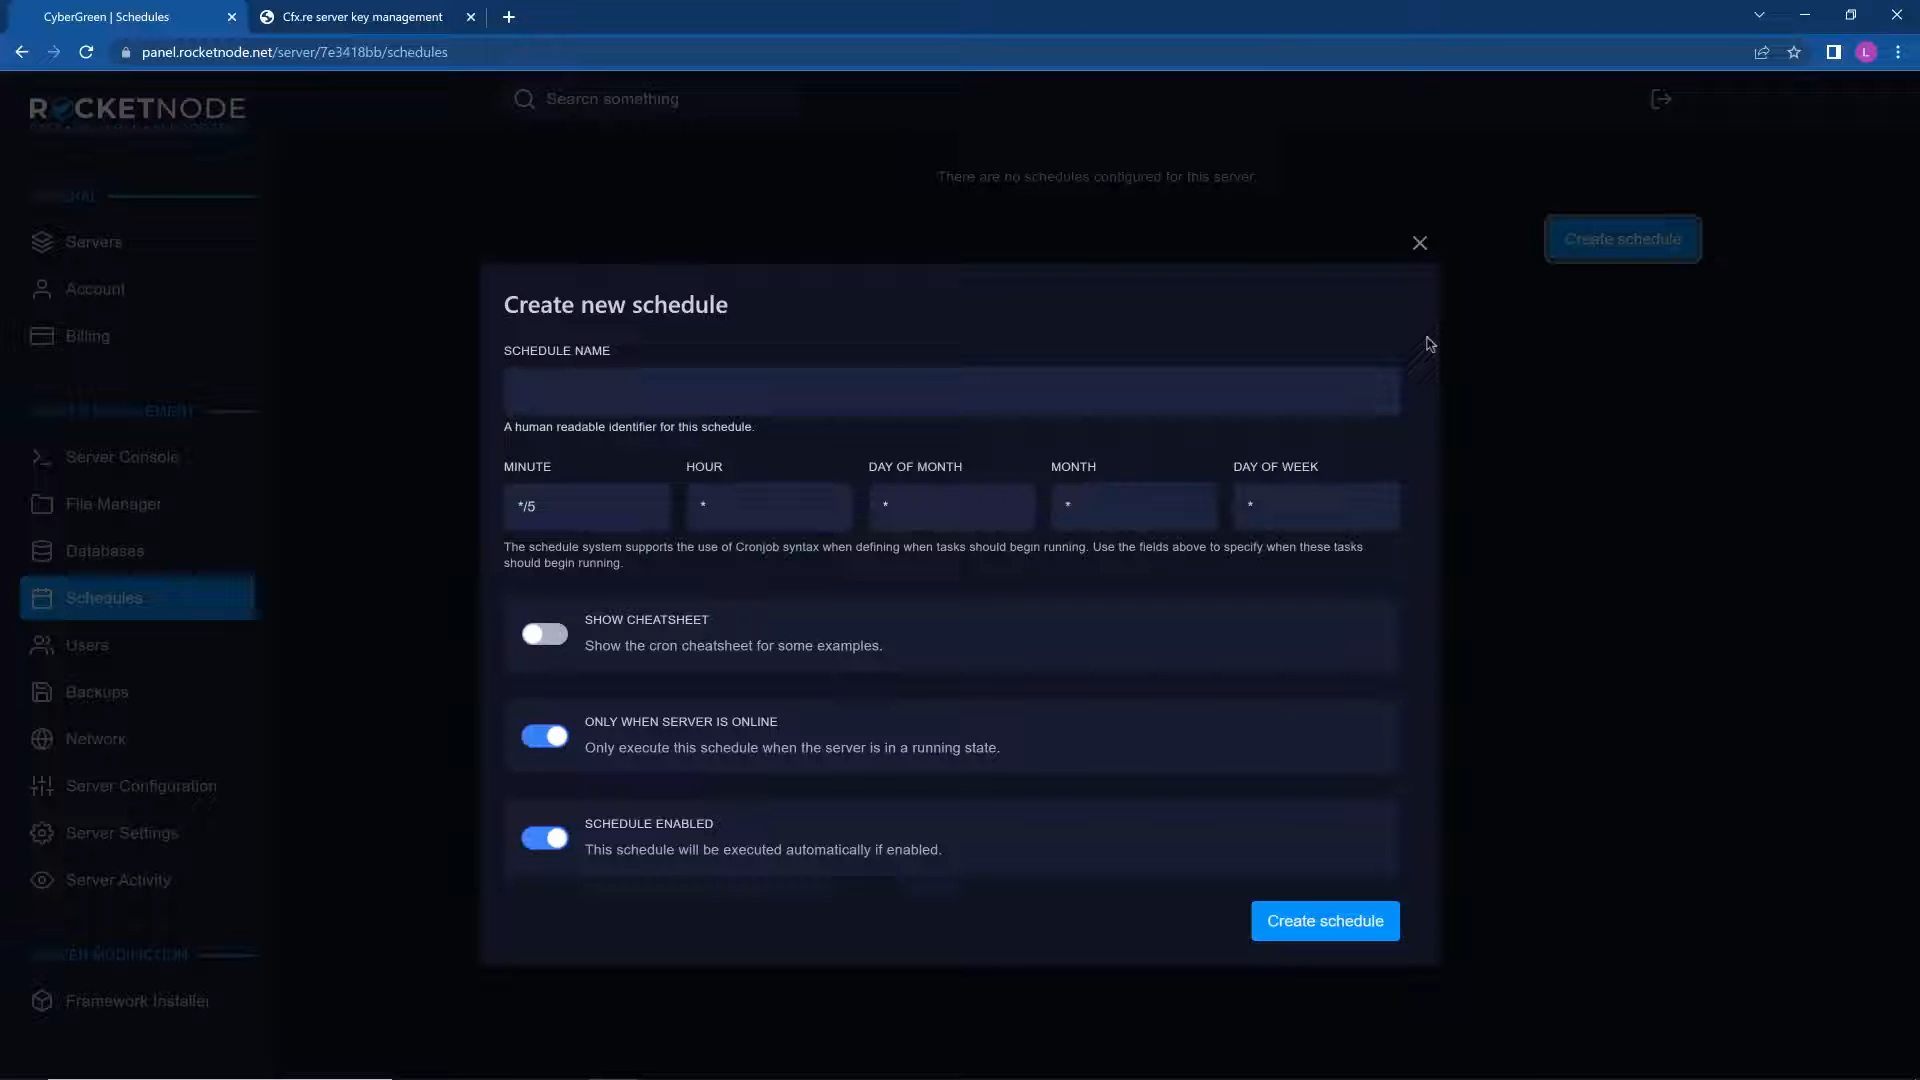 CyberGreen | Schedules
Cfx.re server key management
panel.rocketnode.net/server/7e3418bb/schedules
L
ROCKETNODE
Search something
There are no schedules configured for this server.
Create schedule
Servers
Account
Billing
Server Console
File Manager
Databases
Schedules
Users
Backups
Network
Server Configuration
Server Settings
Server Activity
Framework Installer
Create new schedule
SCHEDULE NAME
A human readable identifier for this schedule.
MINUTE HOUR DAY OF MONTH MONTH DAY OF WEEK
*/5 * * * *
The schedule system supports the use of Cronjob syntax when defining when tasks should begin running. Use the fields above to specify when these tasks
should begin running.
SHOW CHEATSHEET
Show the cron cheatsheet for some examples.
ONLY WHEN SERVER IS ONLINE
Only execute this schedule when the server is in a running state.
SCHEDULE ENABLED
This schedule will be executed automatically if enabled.
Create schedule